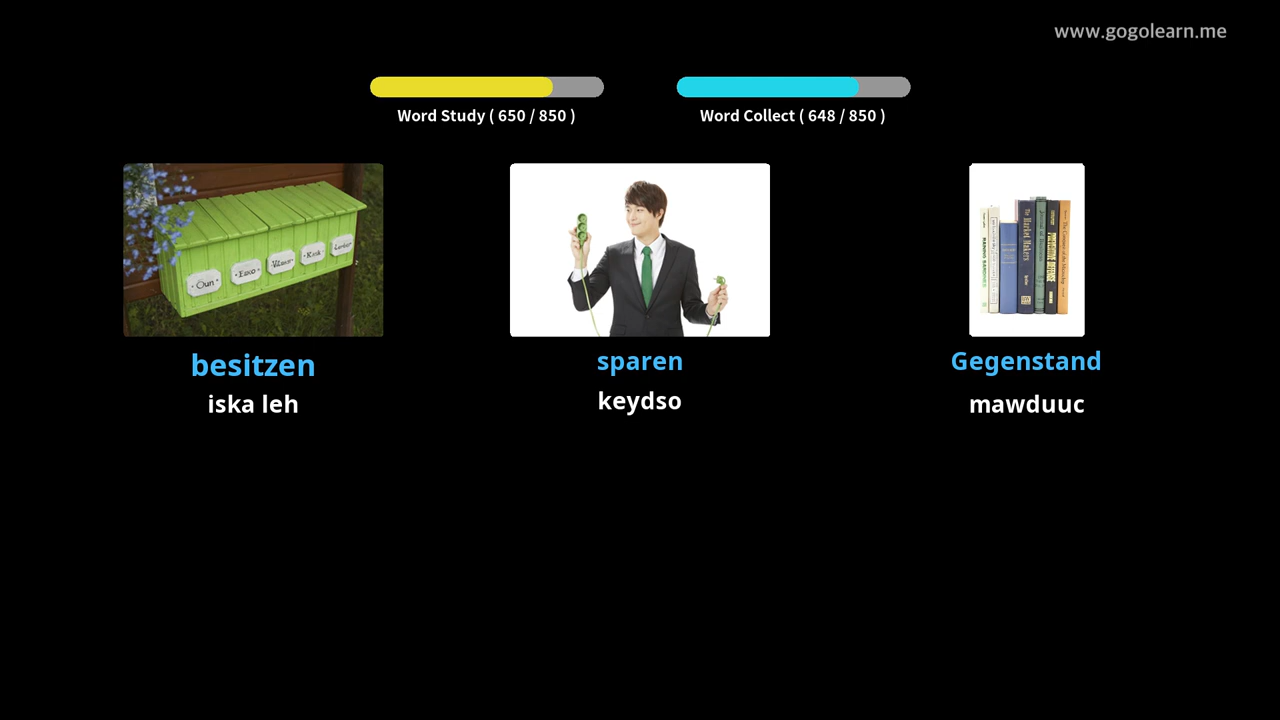 www.gogolearn.me
Word Study ( 650 / 850 )
Word Collect ( 648 / 850 )
besitzen
iska leh
sparen
keydso
Gegenstand
mawduuc